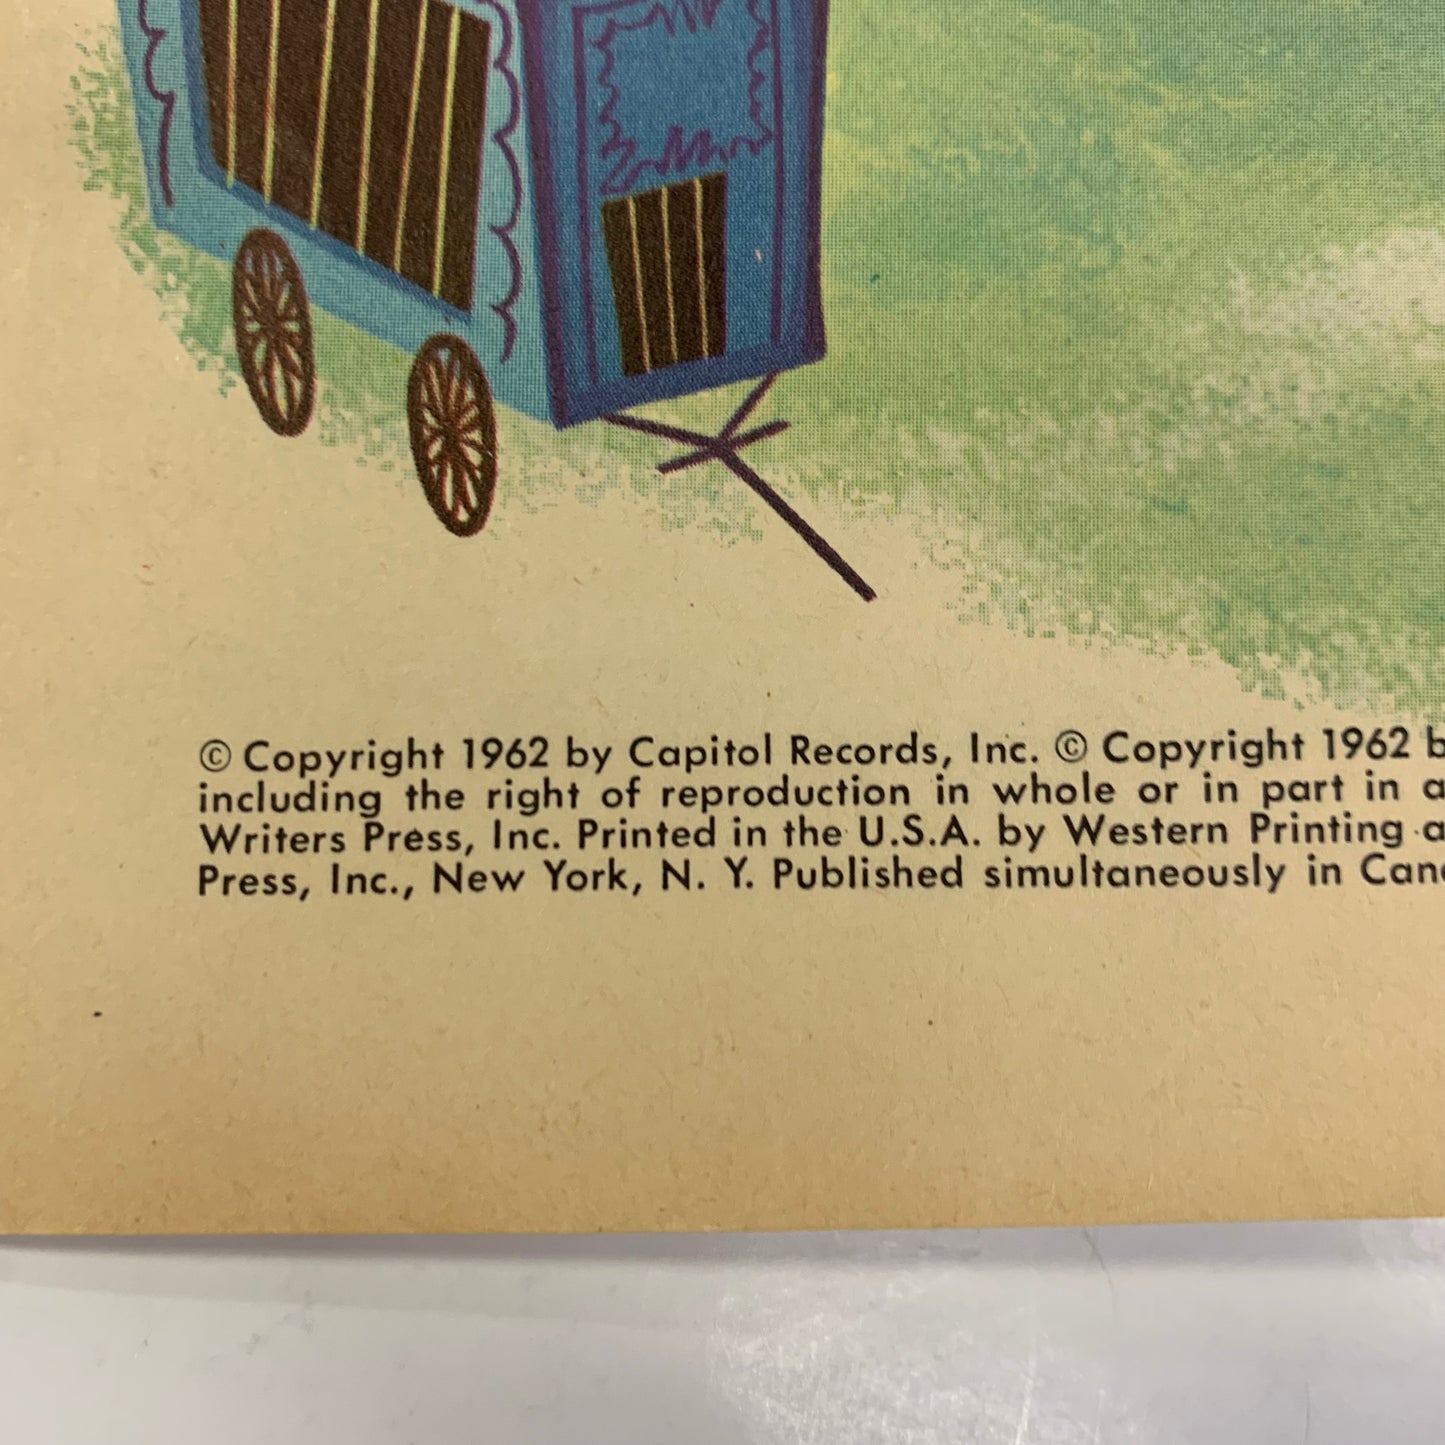 © Copyright 1962 by Capitol Records, Inc. © Copyright 1962
including the right of reproduction in whole or in part in
Writers Press, Inc. Printed in the U.S.A. by Western Printing
Press, Inc., New York, N. Y. Published simultaneously in